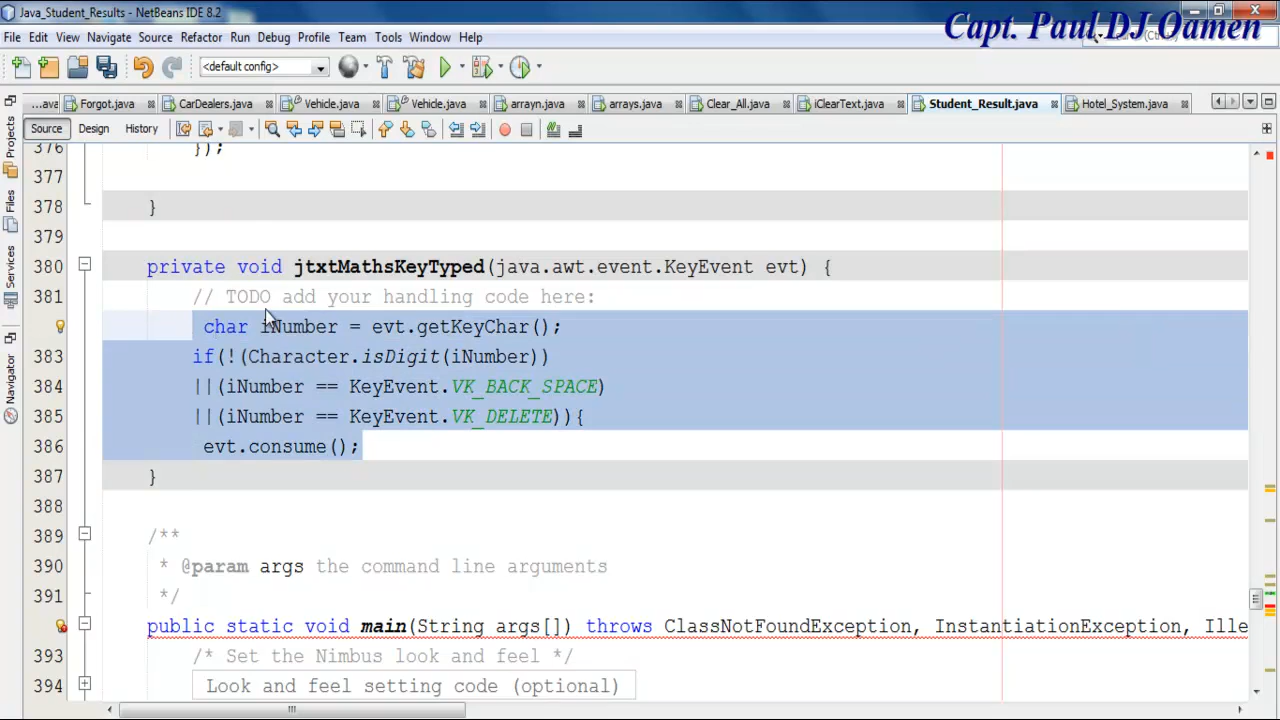 Java_Student_Results - NetBeans IDE 8.2
Capt. Paul DJ Oamen
File Edit View Navigate Source Refactor Run Debug Profile Team Tools Window Help
<default config>
...ava Forgot.java CarDealers.java Vehicle.java Vehicle.java arrayn.java arrays.java Clear_All.java iClearText.java Student_Result.java Hotel_System.java
Source Design History
Projects
Files
Services
Navigator
376 });
377
378 }
379
380 private void jtxtMathsKeyTyped(java.awt.event.KeyEvent evt) {
381 // TODO add your handling code here:
char iNumber = evt.getKeyChar();
383 if(!(Character.isDigit(iNumber))
384 ||(iNumber == KeyEvent.VK_BACK_SPACE)
385 ||(iNumber == KeyEvent.VK_DELETE)){
386 evt.consume();
387 }
388
389 /**
390 * @param args the command line arguments
391 */
public static void main(String args[]) throws ClassNotFoundException, InstantiationException, Ille
393 /* Set the Nimbus look and feel */
394 Look and feel setting code (optional)